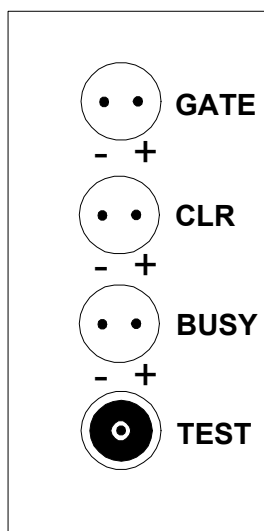 GATE
- +
CLR
- +
BUSY
- +
TEST